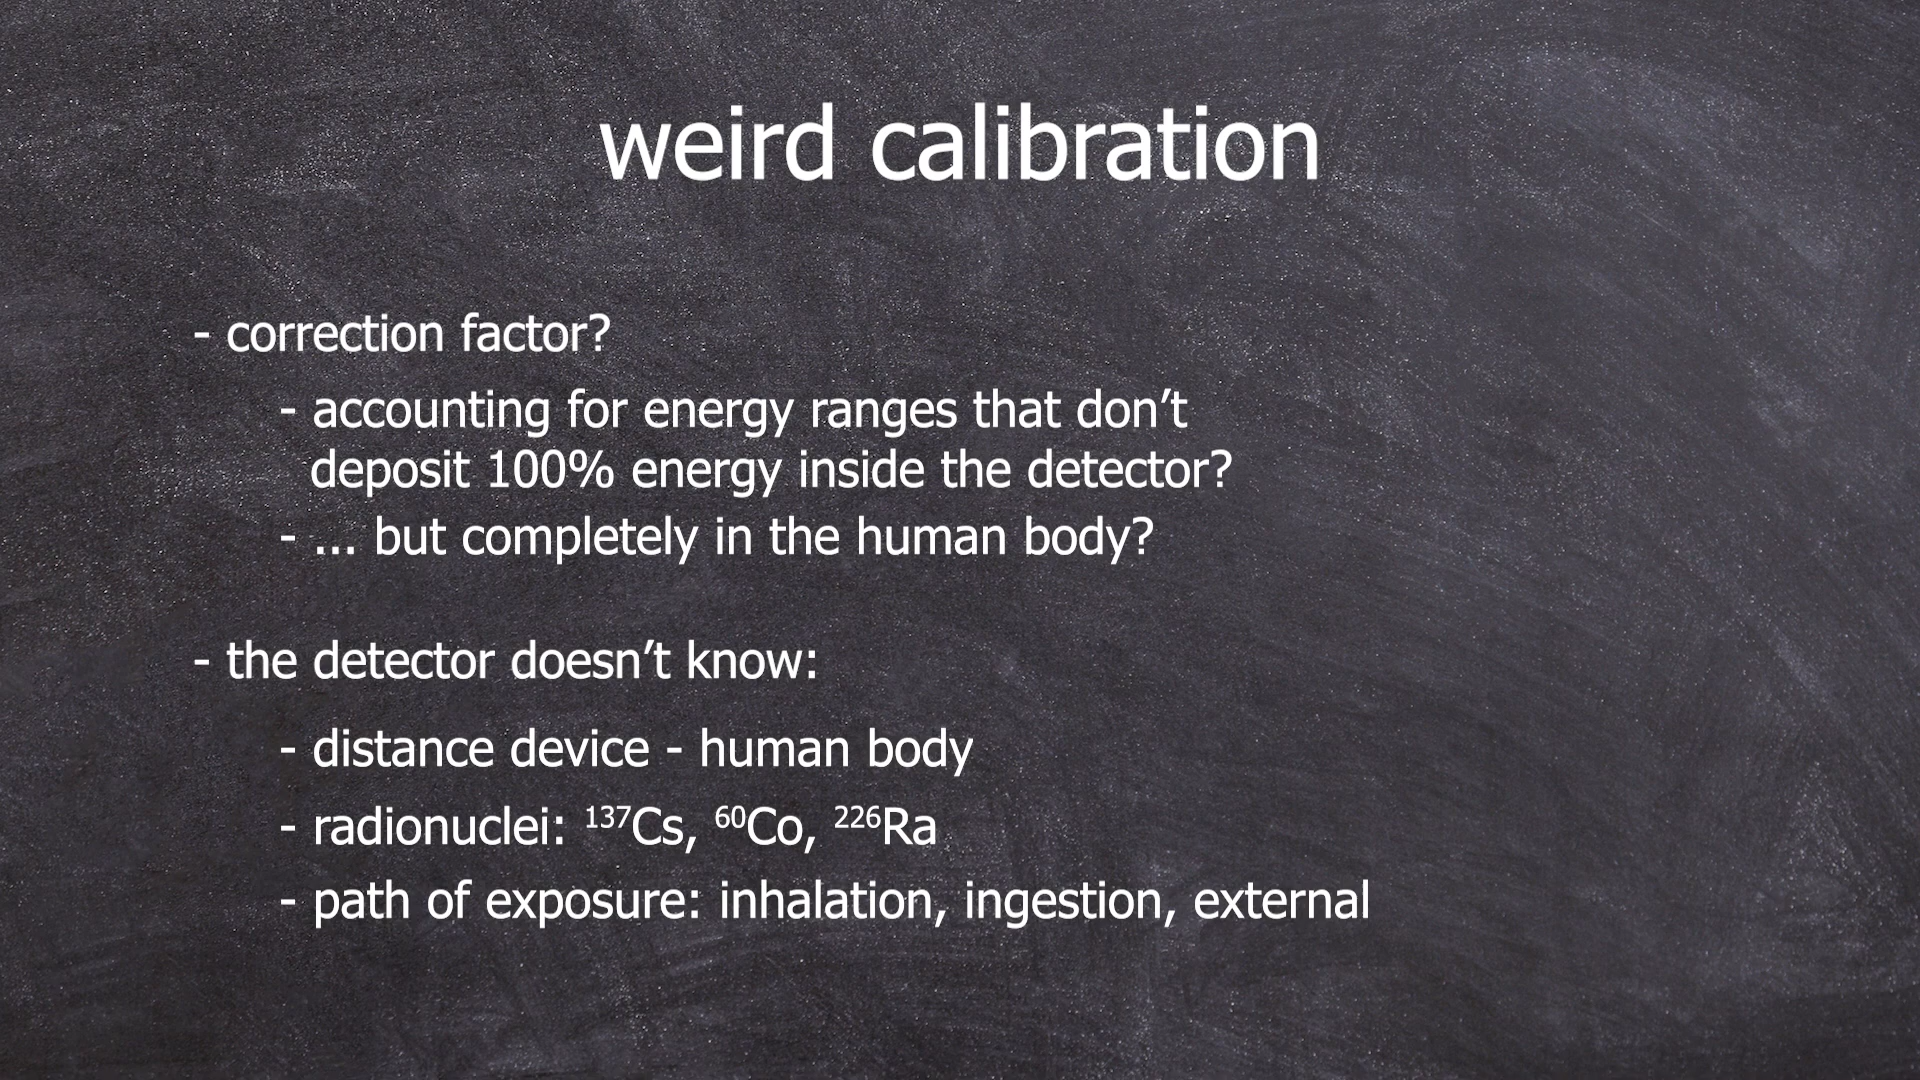 weird calibration
- correction factor?
- accounting for energy ranges that don’t
deposit 100% energy inside the detector?
- ... but completely in the human body?
- the detector doesn’t know:
- distance device - human body
- radionuclei: ¹³⁷Cs, ⁶⁰Co, ²²⁶Ra
- path of exposure: inhalation, ingestion, external